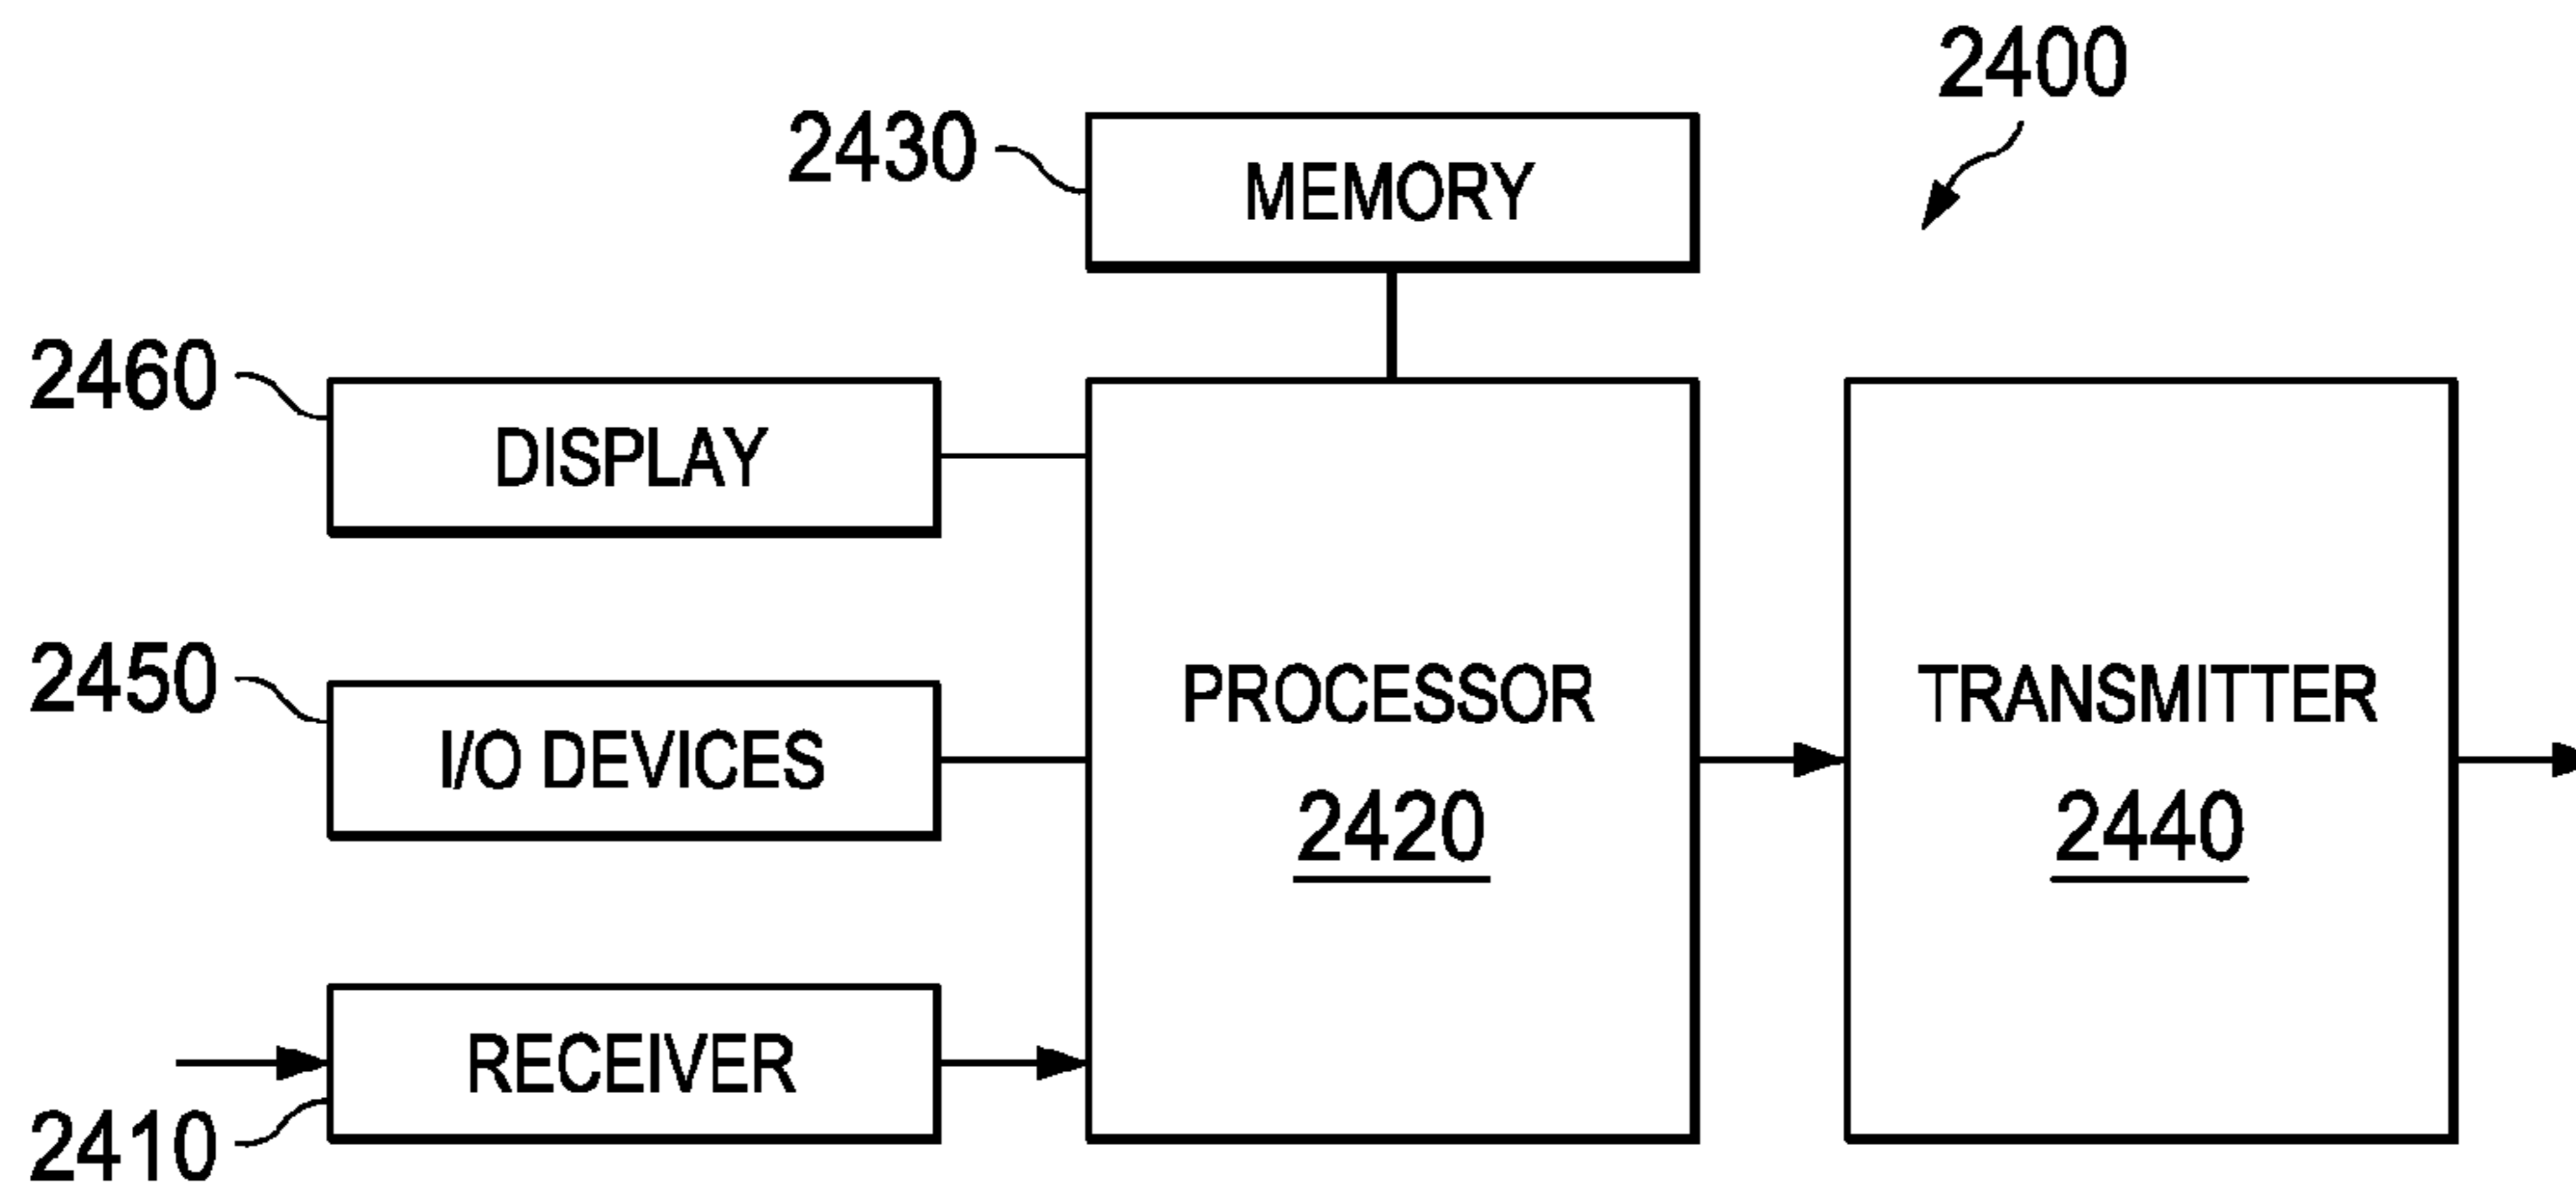 2400
2430
MEMORY
2460
DISPLAY
2450
I/O DEVICES
PROCESSOR
2420
TRANSMITTER
2440
RECEIVER
2410